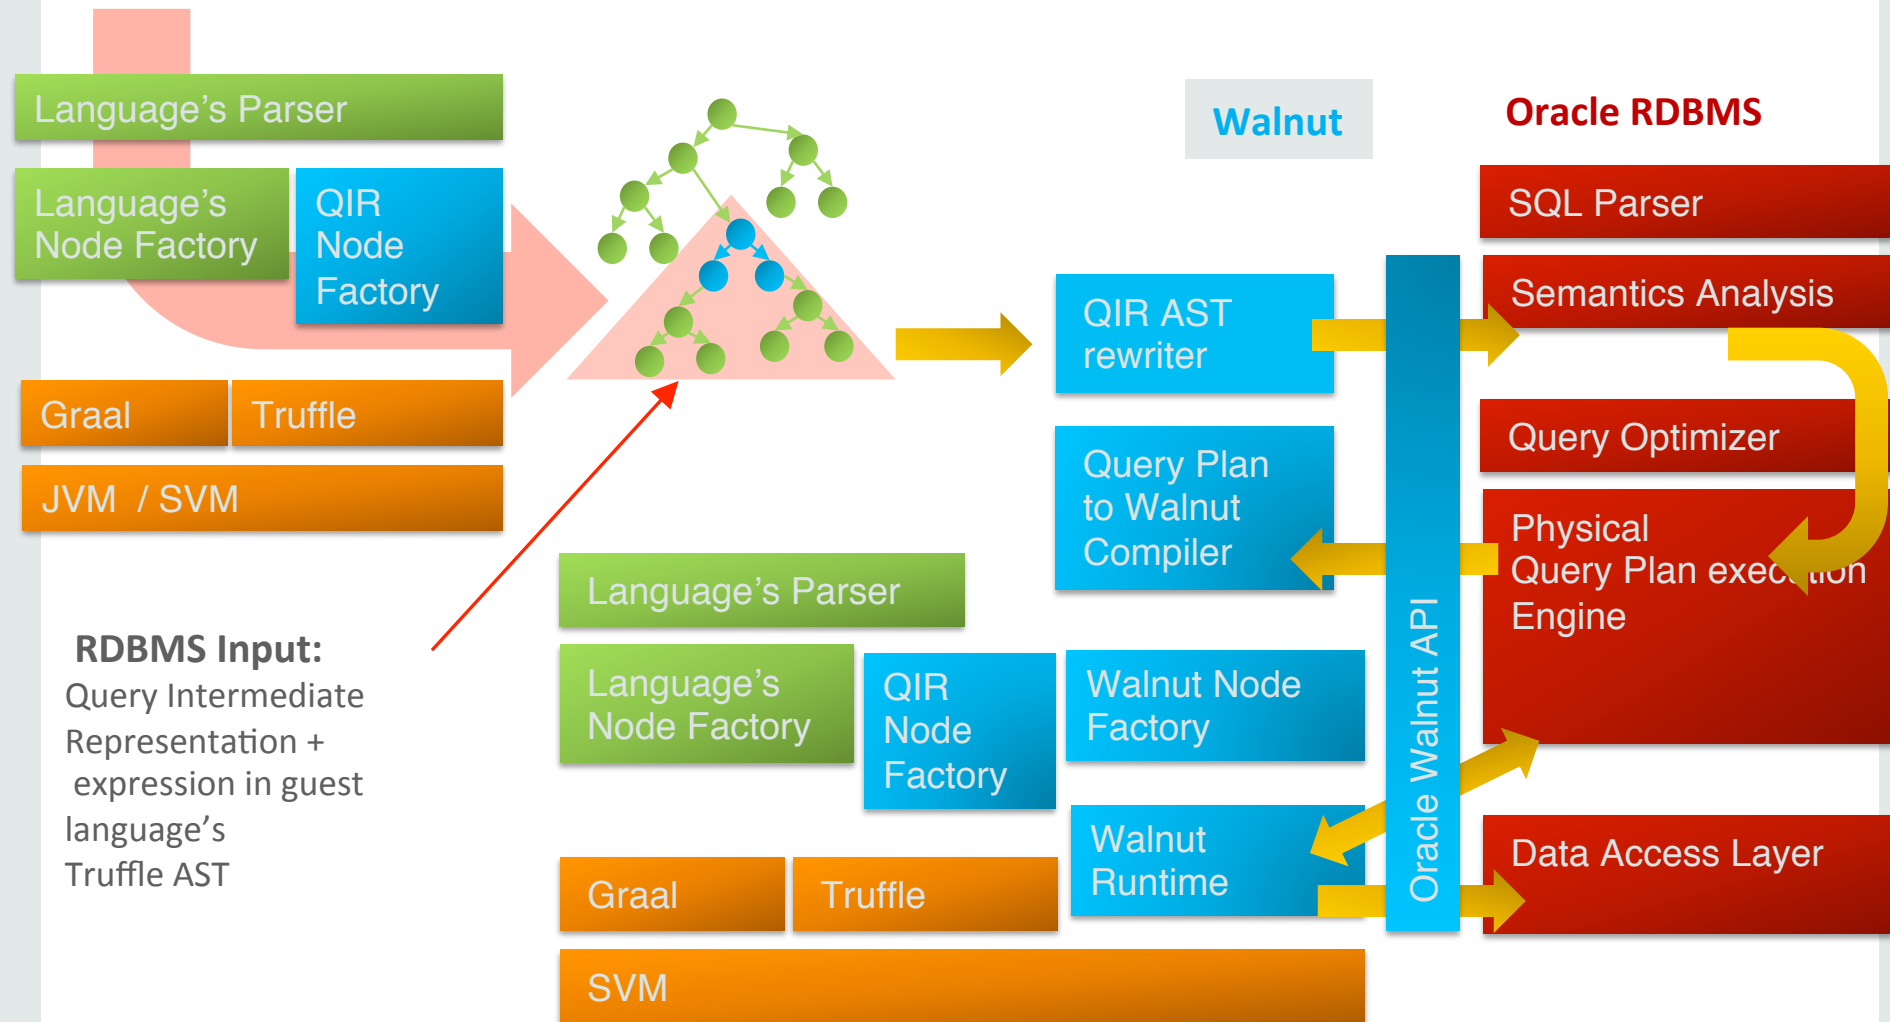 Language's Parser
Language's
Node Factory
QIR
Node
Factory
Graal
Truffle
JVM / SVM
RDBMS Input:
Query Intermediate
Representation +
expression in guest
language's
Truffle AST
Walnut
QIR AST
rewriter
Query Plan
to Walnut
Compiler
Language's Parser
Language's
Node Factory
QIR
Node
Factory
Walnut Node
Factory
Walnut
Runtime
Graal
Truffle
SVM
Oracle Walnut API
Oracle RDBMS
SQL Parser
Semantics Analysis
Query Optimizer
Physical
Query Plan execution
Engine
Data Access Layer